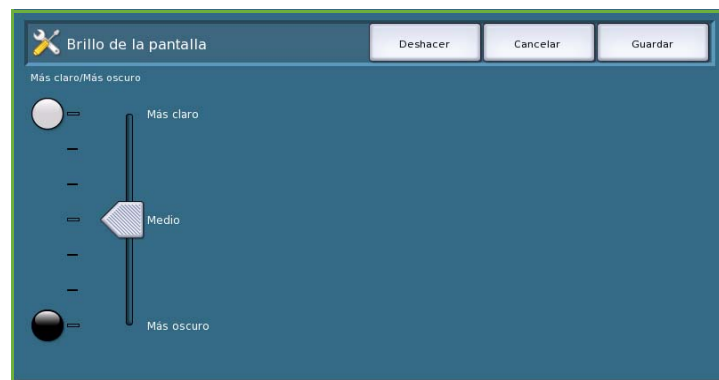 Brillo de la pantalla
Deshacer
Cancelar
Guardar
Más claro/Más oscuro
Más claro
Medio
Más oscuro